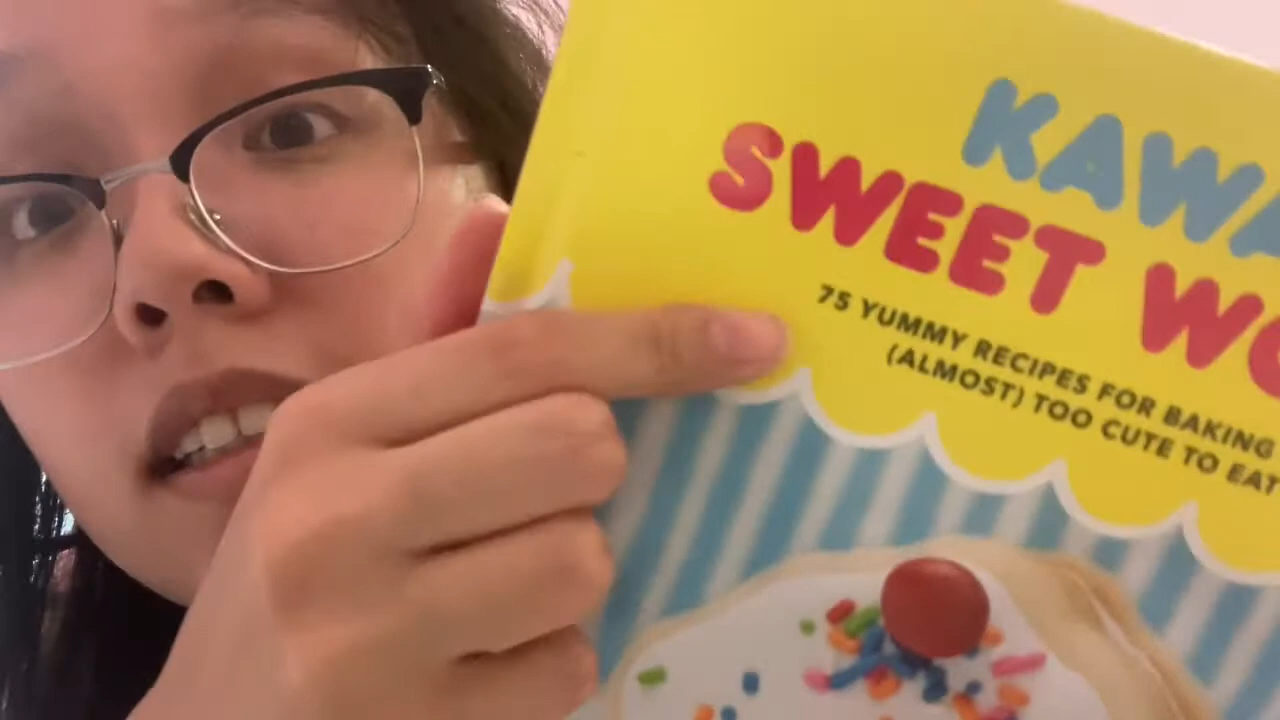 KAWA
SWEET WO
75 YUMMY RECIPES FOR BAKING
(ALMOST) TOO CUTE TO EAT